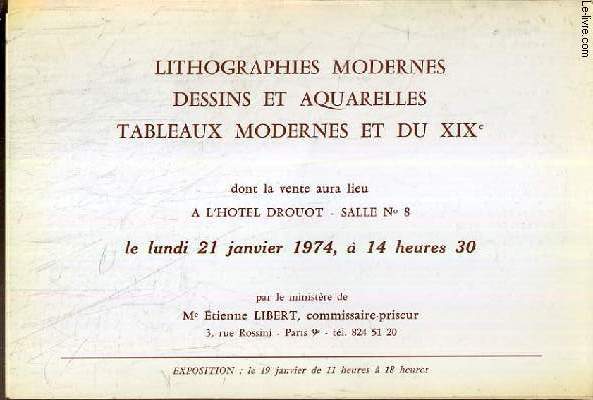 LITHOGRAPHIES MODERNES
DESSINS ET AQUARELLES
TABLEAUX MODERNES ET DU XIXe
dont la vente aura lieu
A L'HOTEL DROUOT - SALLE No 8
le lundi 21 janvier 1974, à 14 heures 30
par le ministère de
Me Étienne LIBERT, commissaire-priseur
3, rue Rossini - Paris 9e - tél. 824 51 20
EXPOSITION : le 19 janvier de 11 heures à 18 heures
© Le-livre.com